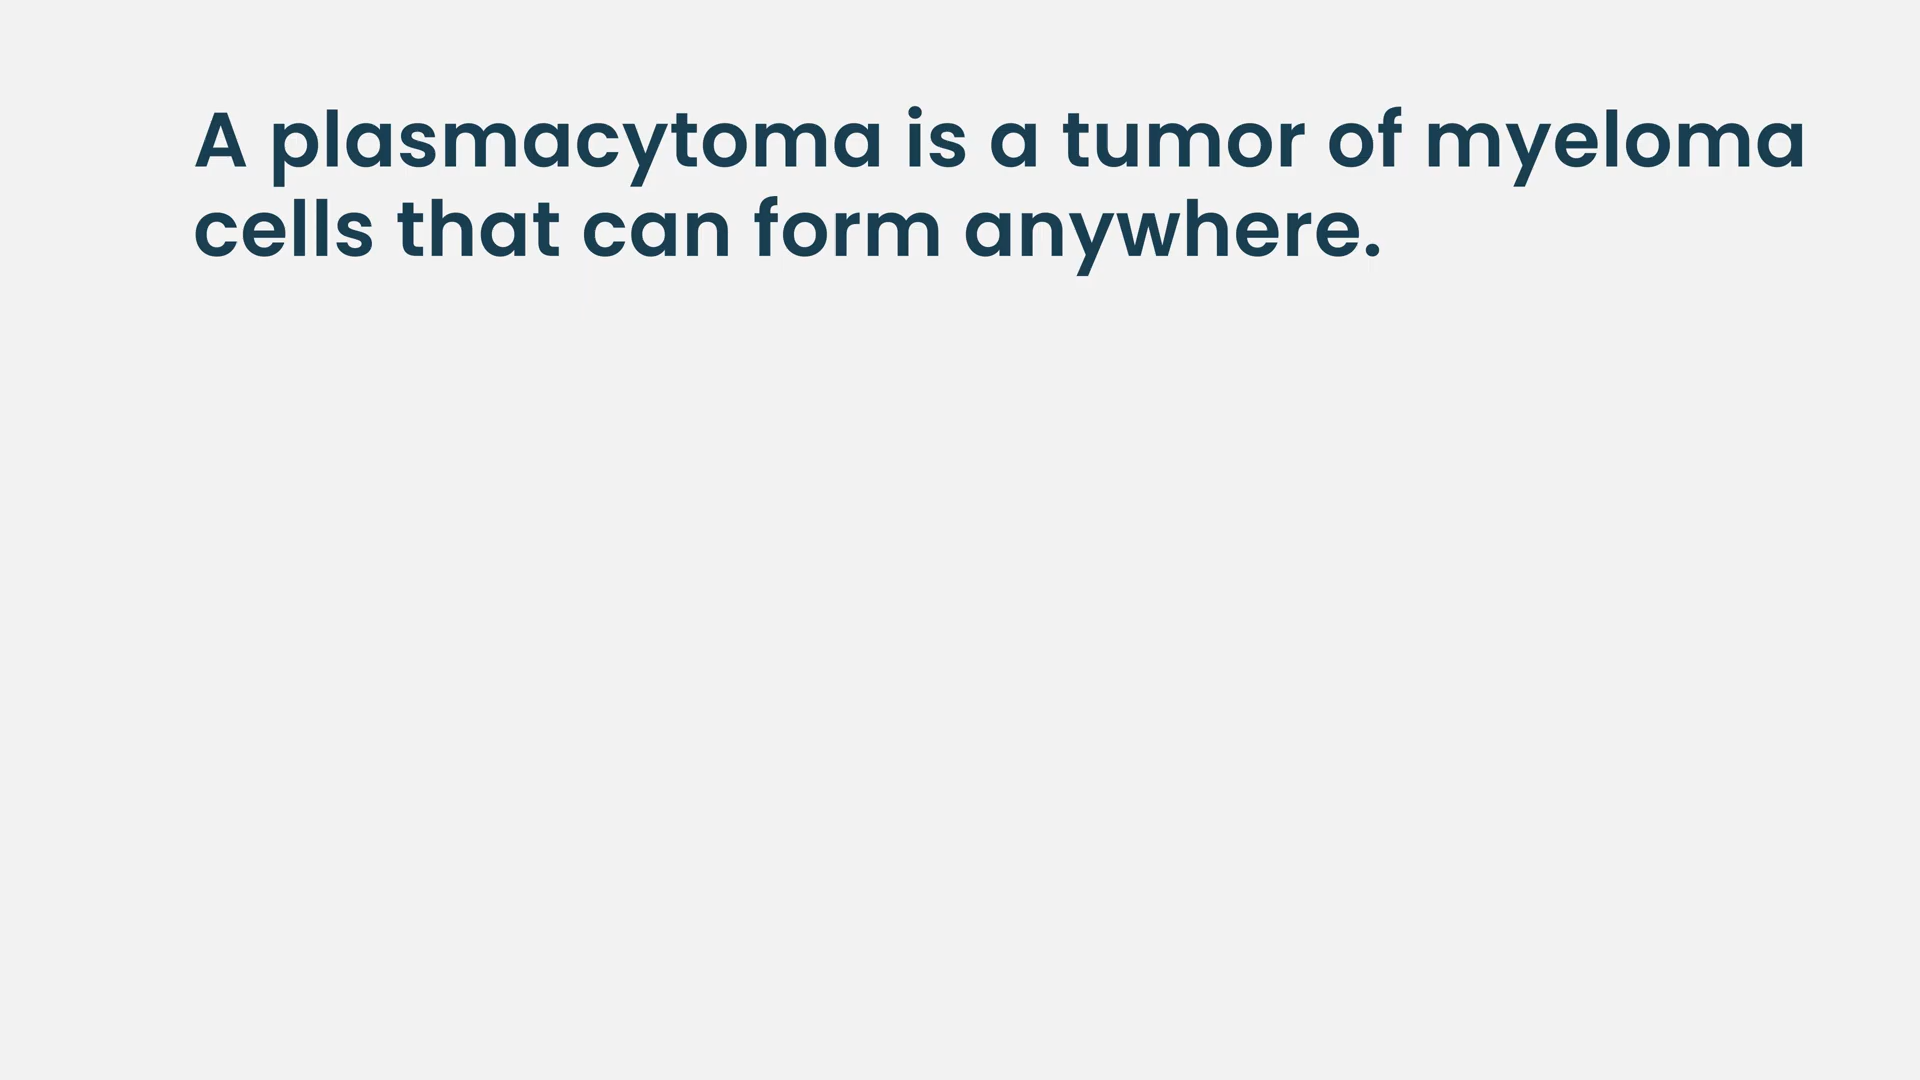 A plasmacytoma is a tumor of myeloma
cells that can form anywhere.